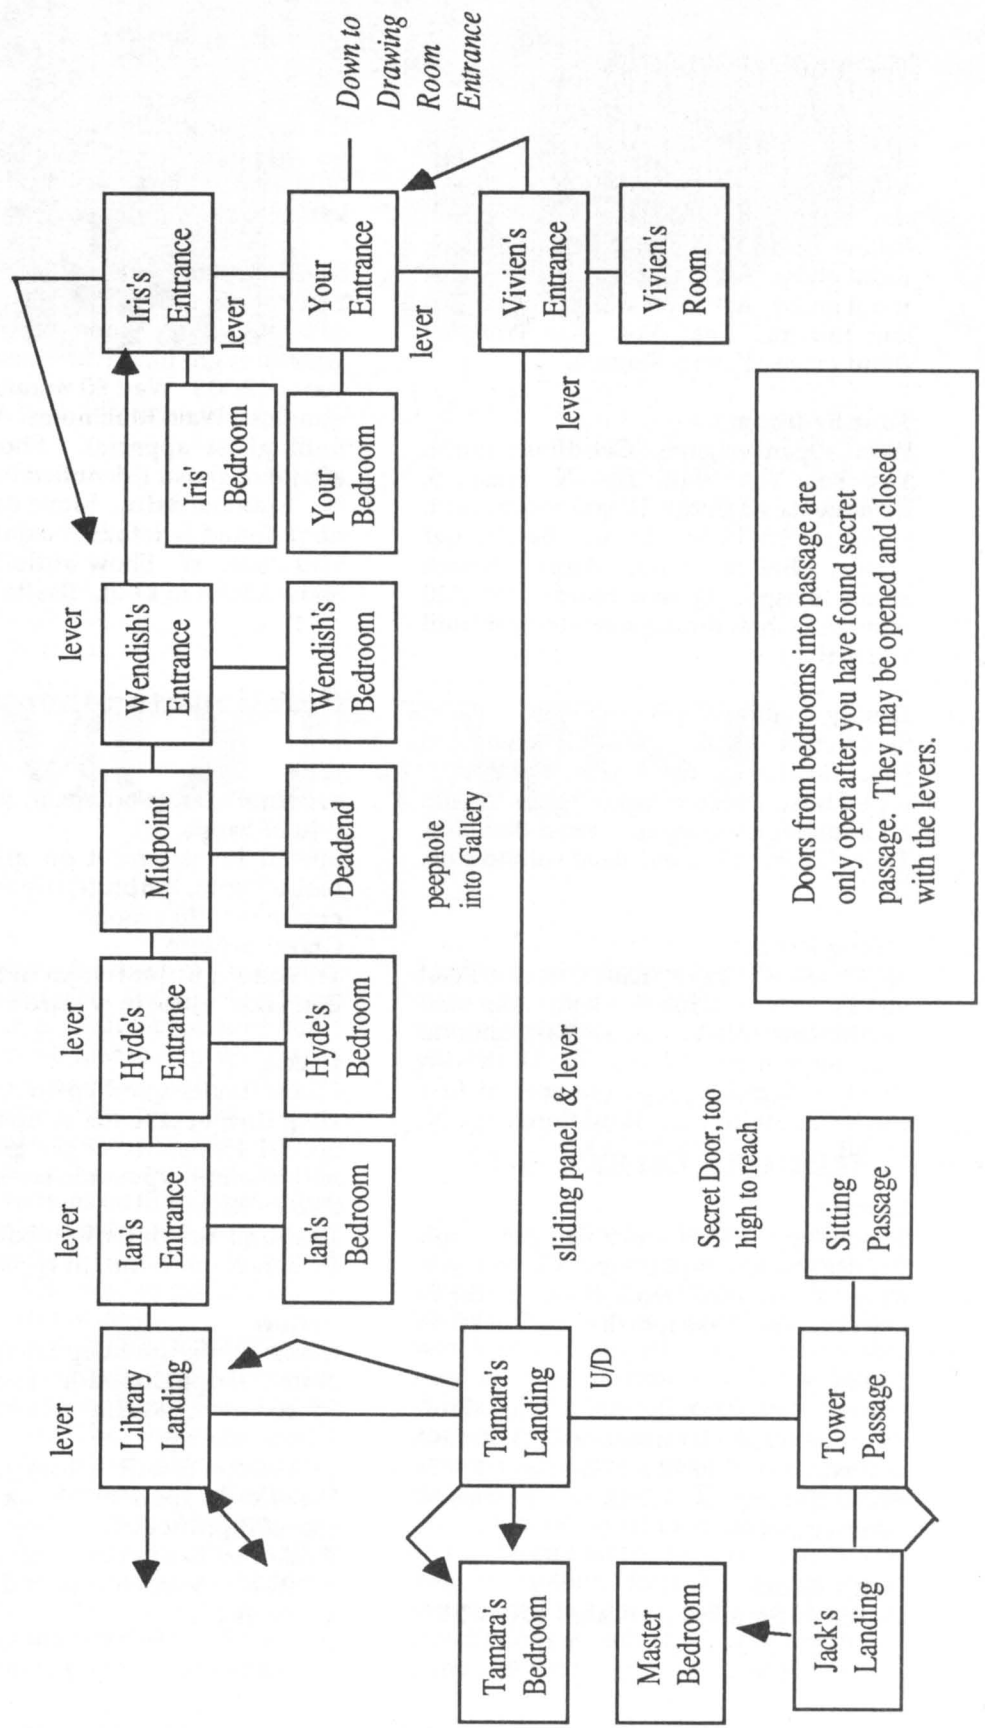 lever
Library
Landing
lever
Ian's
Entrance
lever
Hyde's
Entrance
Midpoint
lever
Wendish's
Entrance
Iris's
Entrance
lever
Ian's
Bedroom
Hyde's
Bedroom
Deadend
Wendish's
Bedroom
Iris'
Bedroom
Your
Bedroom
Your
Entrance
lever
Down to
Drawing
Room
Entrance
peephole
into Gallery
Tamara's
Bedroom
Tamara's
Landing
U/D
sliding panel & lever
lever
Vivien's
Entrance
Vivien's
Room
Master
Bedroom
Secret Door, too
high to reach
Jack's
Landing
Tower
Passage
Sitting
Passage
Doors from bedrooms into passage are
only open after you have found secret
passage. They may be opened and closed
with the levers.